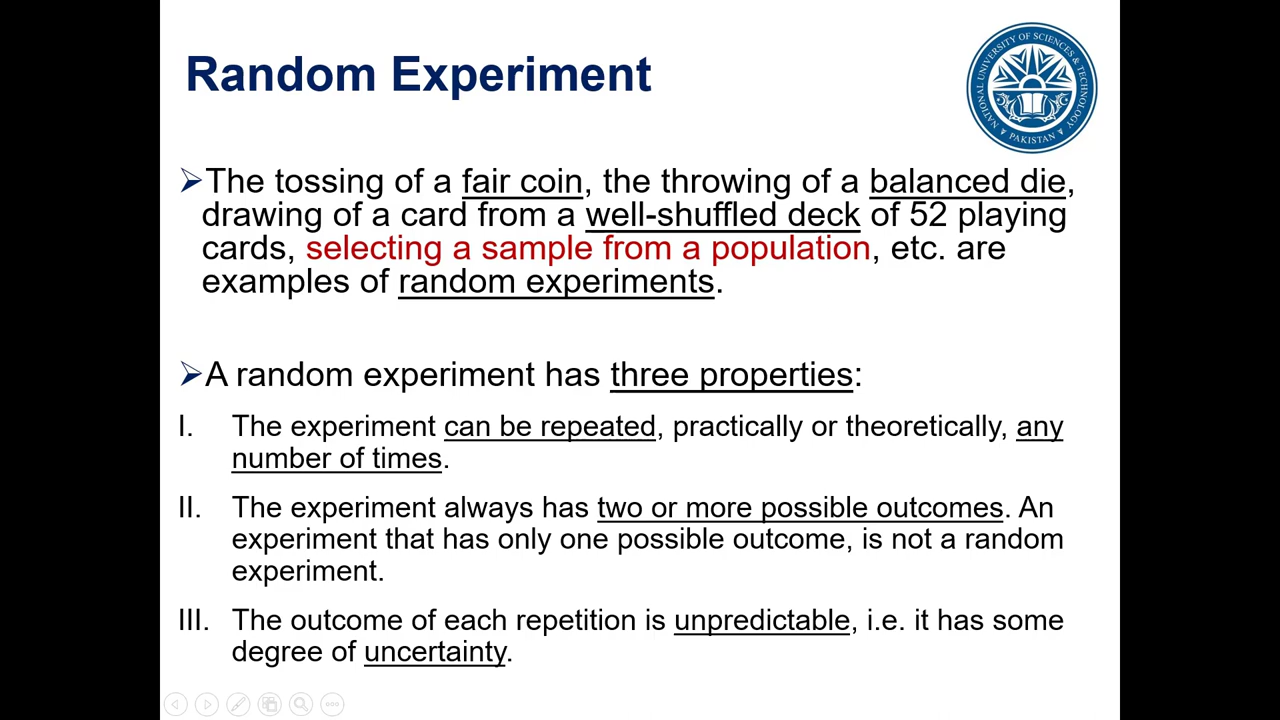 Random Experiment
NATIONAL UNIVERSITY OF SCIENCES & TECHNOLOGY
PAKISTAN
➢The tossing of a fair coin, the throwing of a balanced die,
drawing of a card from a well-shuffled deck of 52 playing
cards, selecting a sample from a population, etc. are
examples of random experiments.
➢A random experiment has three properties:
I. The experiment can be repeated, practically or theoretically, any
number of times.
II. The experiment always has two or more possible outcomes. An
experiment that has only one possible outcome, is not a random
experiment.
III. The outcome of each repetition is unpredictable, i.e. it has some
degree of uncertainty.